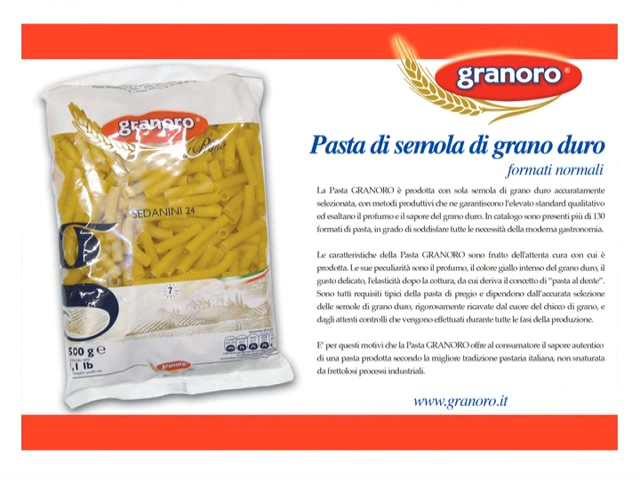 granoro®
Pasta di semola di grano duro
formati normali
La Pasta GRANORO è prodotta con sola semola di grano duro accuratamente
selezionata, con metodi produttivi che ne garantiscono l'elevato standard qualitativo
ed esaltano il profumo e il sapore del grano duro. In catalogo sono presenti più di 130
formati di pasta, in grado di soddisfare tutte le necessità della moderna gastronomia.
Le caratteristiche della Pasta GRANORO sono frutto dell'attenta cura con cui è
prodotta. Le sue peculiarità sono il profumo, il colore giallo intenso del grano duro, il
gusto delicato, l'elasticità dopo la cottura, da cui deriva il concetto di "pasta al dente".
Sono tutti requisiti tipici della pasta di pregio e dipendono dall'accurata selezione
delle semole di grano duro, rigorosamente ricavate dal cuore del chicco di grano, e
dagli attenti controlli che vengono effettuati durante tutte le fasi della produzione.
E' per questi motivi che la Pasta GRANORO offre al consumatore il sapore autentico
di una pasta prodotta secondo la migliore tradizione pastaria italiana, non snaturata
da frettolosi processi industriali.
www.granoro.it
granoro
il Primo
SEDANINI 24
7
500 g e
1,1 lb
granoro